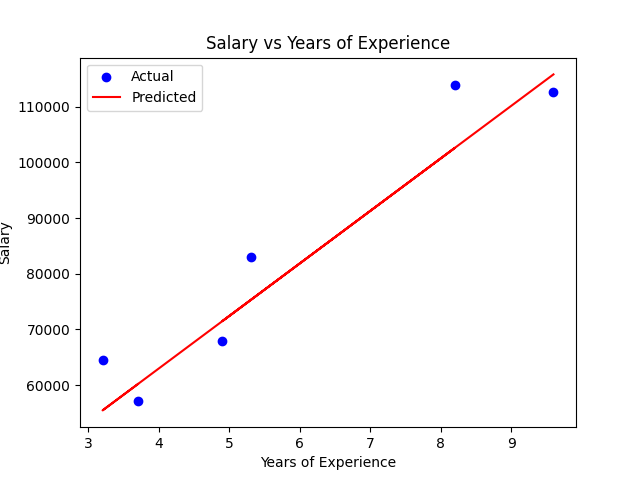 Salary vs Years of Experience
Actual
Predicted
110000
100000
90000
80000
70000
60000
Salary
3 4 5 6 7 8 9
Years of Experience